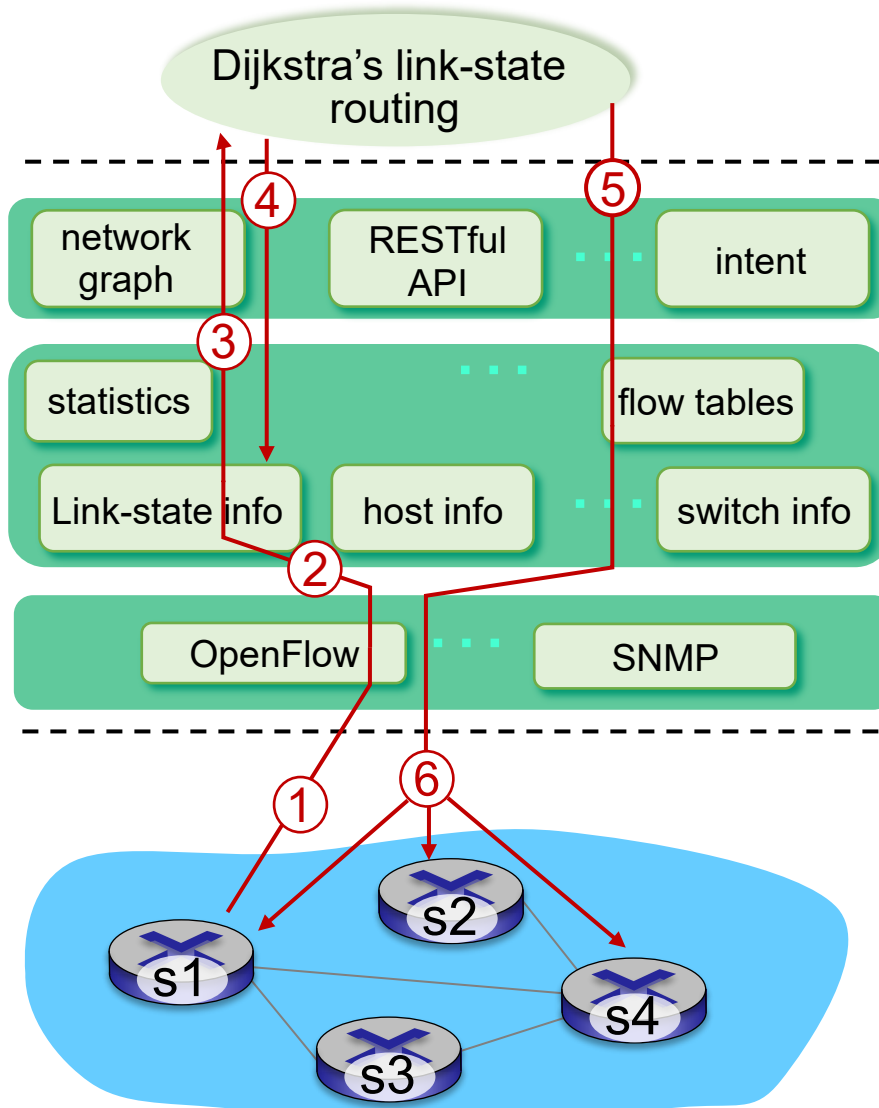 Dijkstra's link-state
routing
4
5
network
graph
RESTful
API
intent
3
statistics
flow tables
Link-state info
host info
switch info
2
OpenFlow
SNMP
1
6
s2
s1
s4
s3